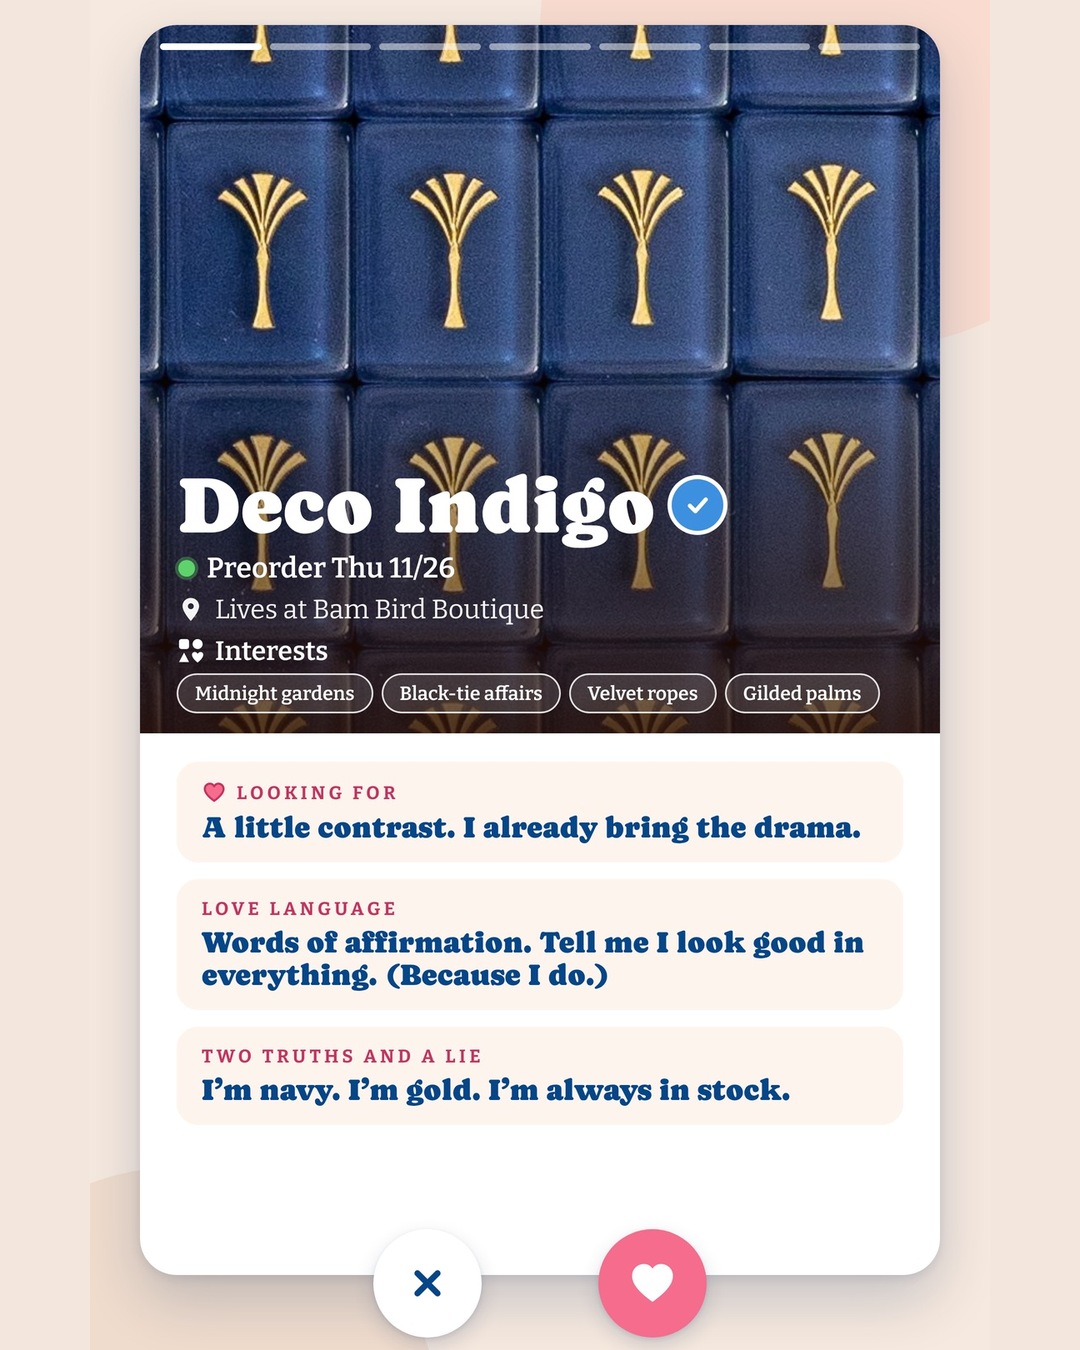 Deco Indigo
Preorder Thu 11/26
Lives at Bam Bird Boutique
Interests
Midnight gardens Black-tie affairs Velvet ropes Gilded palms
LOOKING FOR
A little contrast. I already bring the drama.
LOVE LANGUAGE
Words of affirmation. Tell me I look good in
everything. (Because I do.)
TWO TRUTHS AND A LIE
I’m navy. I’m gold. I’m always in stock.